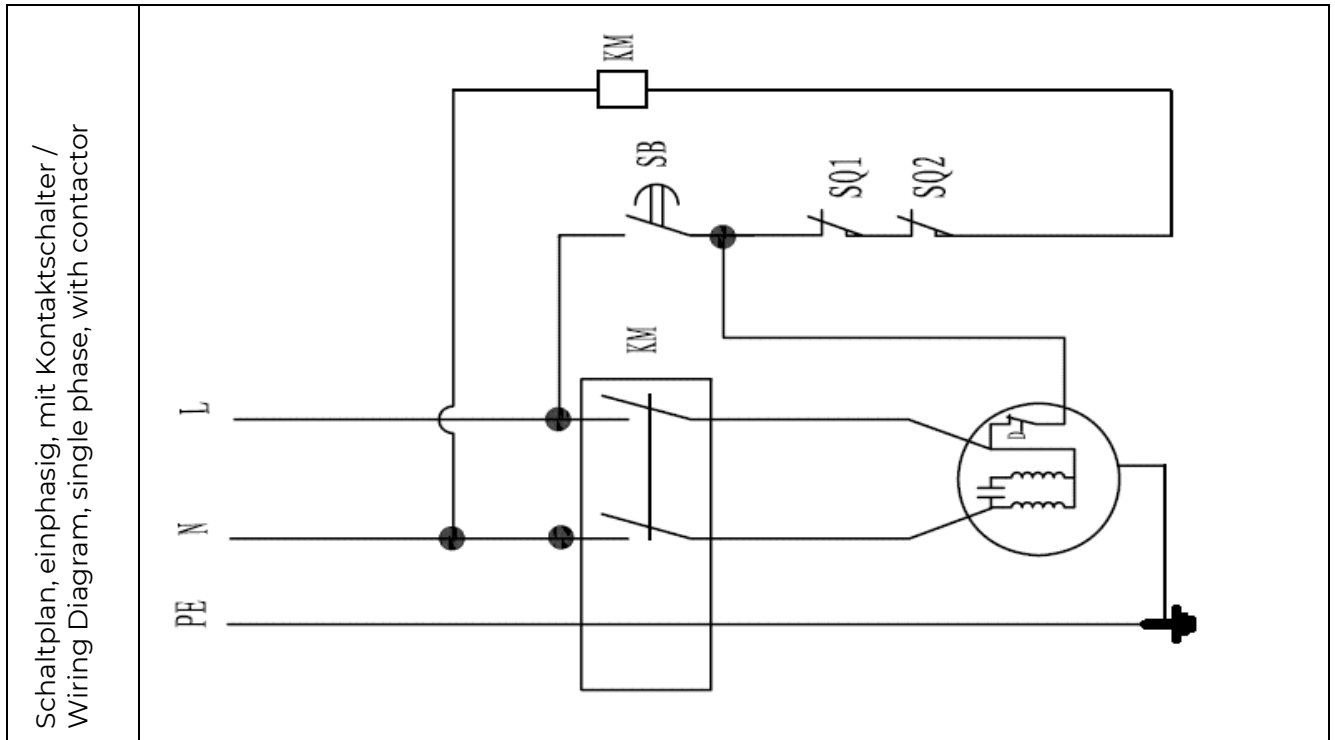 Schaltplan, einphasig, mit Kontaktschalter /
Wiring Diagram, single phase, with contactor
KM
SB
SQ1
SQ2
KM
L
D
N
PE